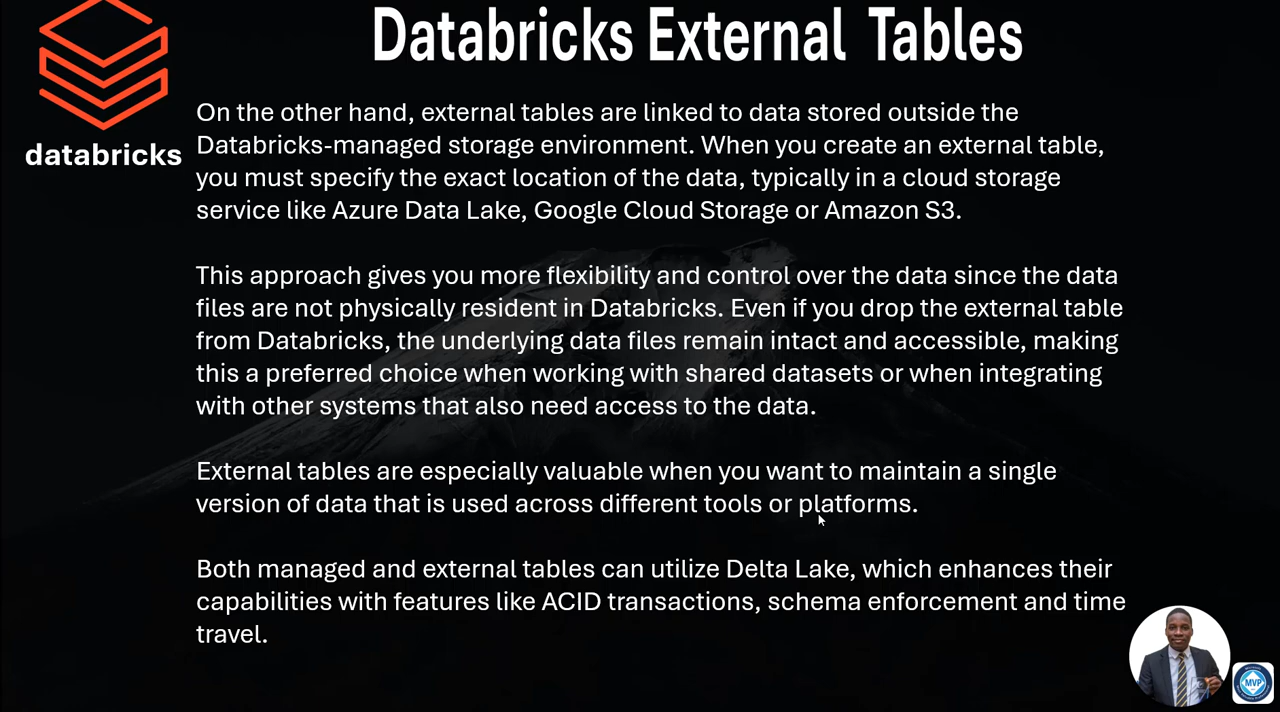 Databricks External Tables
databricks
On the other hand, external tables are linked to data stored outside the
Databricks-managed storage environment. When you create an external table,
you must specify the exact location of the data, typically in a cloud storage
service like Azure Data Lake, Google Cloud Storage or Amazon S3.
This approach gives you more flexibility and control over the data since the data
files are not physically resident in Databricks. Even if you drop the external table
from Databricks, the underlying data files remain intact and accessible, making
this a preferred choice when working with shared datasets or when integrating
with other systems that also need access to the data.
External tables are especially valuable when you want to maintain a single
version of data that is used across different tools or platforms.
Both managed and external tables can utilize Delta Lake, which enhances their
capabilities with features like ACID transactions, schema enforcement and time
travel.
MVP